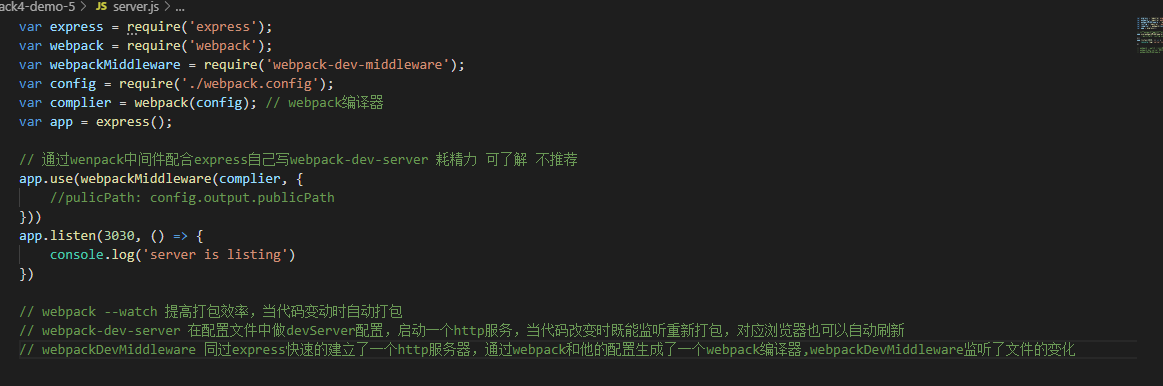 ack4-demo-5 > JS server.js > ...
var express = require('express');
var webpack = require('webpack');
var webpackMiddleware = require('webpack-dev-middleware');
var config = require('./webpack.config');
var complier = webpack(config); // webpack编译器
var app = express();
// 通过wenpack中间件配合express自己写webpack-dev-server 耗精力 可了解 不推荐
app.use(webpackMiddleware(complier, {
//pulicPath: config.output.publicPath
}))
app.listen(3030, () => {
console.log('server is listing')
})
// webpack --watch 提高打包效率，当代码变动时自动打包
// webpack-dev-server 在配置文件中做devServer配置，启动一个http服务，当代码改变时既能监听重新打包，对应浏览器也可以自动刷新
// webpackDevMiddleware 同过express快速的建立了一个http服务器，通过webpack和他的配置生成了一个webpack编译器,webpackDevMiddleware监听了文件的变化